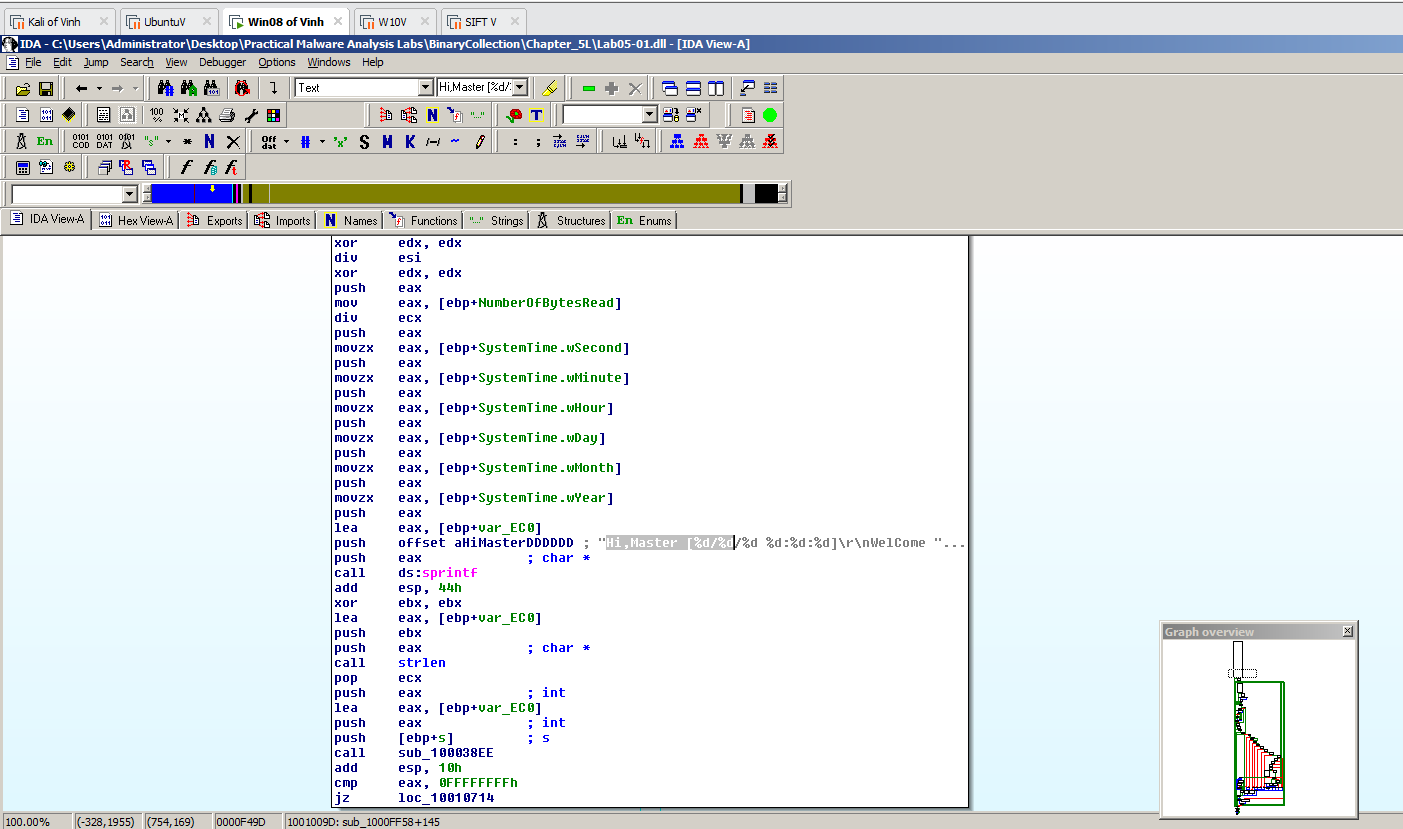 Kali of Vinh UbuntuV Win08 of Vinh W10V SIFT V
IDA - C:\Users\Administrator\Desktop\Practical Malware Analysis Labs\BinaryCollection\Chapter_5L\Lab05-01.dll - [IDA View-A]
File Edit Jump Search View Debugger Options Windows Help
Text Hi,Master [%d/:
IDA View-A Hex View-A Exports Imports N Names Functions Strings Structures En Enums
xor edx, edx
div esi
xor edx, edx
push eax
mov eax, [ebp+NumberOfBytesRead]
div ecx
push eax
movzx eax, [ebp+SystemTime.wSecond]
push eax
movzx eax, [ebp+SystemTime.wMinute]
push eax
movzx eax, [ebp+SystemTime.wHour]
push eax
movzx eax, [ebp+SystemTime.wDay]
push eax
movzx eax, [ebp+SystemTime.wMonth]
push eax
movzx eax, [ebp+SystemTime.wYear]
push eax
lea eax, [ebp+var_EC0]
push offset aHiMasterDDDDDD ; "Hi,Master [%d/%d/%d %d:%d:%d]\r\nWelCome "...
push eax ; char *
call ds:sprintf
add esp, 44h
xor ebx, ebx
lea eax, [ebp+var_EC0]
push ebx
push eax ; char *
call strlen
pop ecx
push eax ; int
lea eax, [ebp+var_EC0]
push eax ; int
push [ebp+s] ; s
call sub_100038EE
add esp, 10h
cmp eax, 0FFFFFFFFh
jz loc_10010714
Graph overview
100.00% (-328,1955) (754,169) 0000F49D 1001009D: sub_1000FF58+145